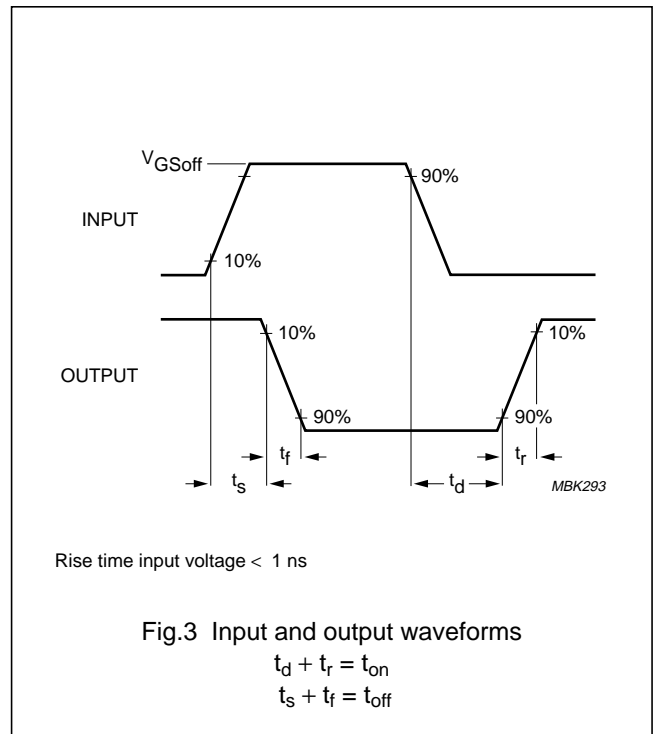 VGSoff
90%
INPUT
10%
10%
10%
OUTPUT
90%
90%
tf
tr
ts
td
MBK293
Rise time input voltage < 1 ns
Fig.3 Input and output waveforms
td + tr = ton
ts + tf = toff